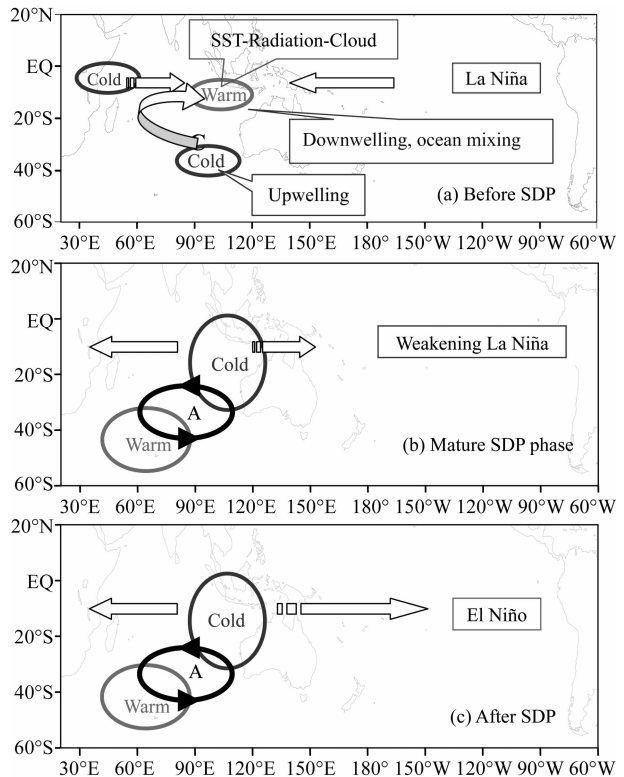 20°N
EQ
20°S
40°S
60°S
SST-Radiation-Cloud
Cold
Warm
La Niña
Downwelling, ocean mixing
C
Cold
Upwelling
(a) Before SDP
30°E 60°E 90°E 120°E 150°E 180° 150°W 120°W 90°W 60°W
20°N
EQ
20°S
40°S
60°S
Cold
Weakening La Niña
A
Warm
(b) Mature SDP phase
30°E 60°E 90°E 120°E 150°E 180°W 150°W 120°W 90°W 60°W
20°N
EQ
20°S
40°S
60°S
Cold
El Niño
A
Warm
(c) After SDP
30°E 60°E 90°E 120°E 150°E 180°W 150°W 120°W 90°W 60°W